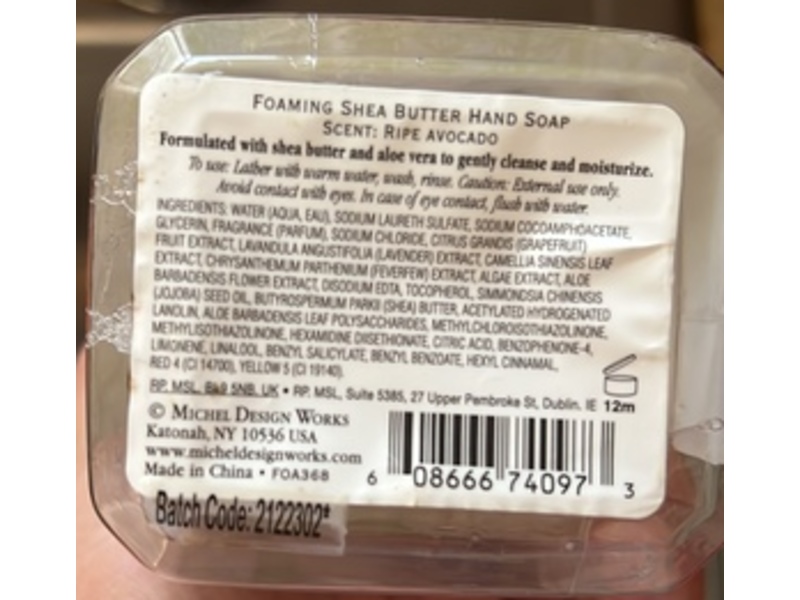 FOAMING SHEA BUTTER HAND SOAP
SCENT: RIPE AVOCADO
Formulated with shea butter and aloe vera to gently cleanse and moisturize.
To use: Lather with warm water, wash, rinse. Caution: External use only.
Avoid contact with eyes. In case of eye contact, flush with water.
INGREDIENTS: WATER (AQUA, EAU), SODIUM LAURETH SULFATE, SODIUM COCOAMPHOACETATE,
GLYCERIN, FRAGRANCE (PARFUM), SODIUM CHLORIDE, CITRUS GRANDIS (GRAPEFRUIT)
FRUIT EXTRACT, LAVANDULA ANGUSTIFOLIA (LAVENDER) EXTRACT, CAMELLIA SINENSIS LEAF
EXTRACT, CHRYSANTHEMUM PARTHENIUM (FEVERFEW) EXTRACT, ALGAE EXTRACT, ALOE
BARBADENSIS FLOWER EXTRACT, DISODIUM EDTA, TOCOPHEROL, SIMMONDSIA CHINENSIS
(JOJOBA) SEED OIL, BUTYROSPERMUM PARKII (SHEA) BUTTER, ACETYLATED HYDROGENATED
LANOLIN, ALOE BARBADENSIS LEAF POLYSACCHARIDES, METHYLCHLOROISOTHIAZOLINONE,
METHYLISOTHIAZOLINONE, HEXAMIDINE DIISETHIONATE, CITRIC ACID, BENZOPHENONE-4,
LIMONENE, LINALOOL, BENZYL SALICYLATE, BENZYL BENZOATE, HEXYL CINNAMAL,
RED 4 (CI 14700), YELLOW 5 (CI 19140).
RP. MSL, 5NB, UK • RP. MSL, Suite 5385, 27 Upper Pembroke St, Dublin, IE 12m
© MICHEL DESIGN WORKS
Katonah, NY 10536 USA
www.micheldesignworks.com
Made in China • FOA368
6 08666 74097 3
Batch Code: 2122302*